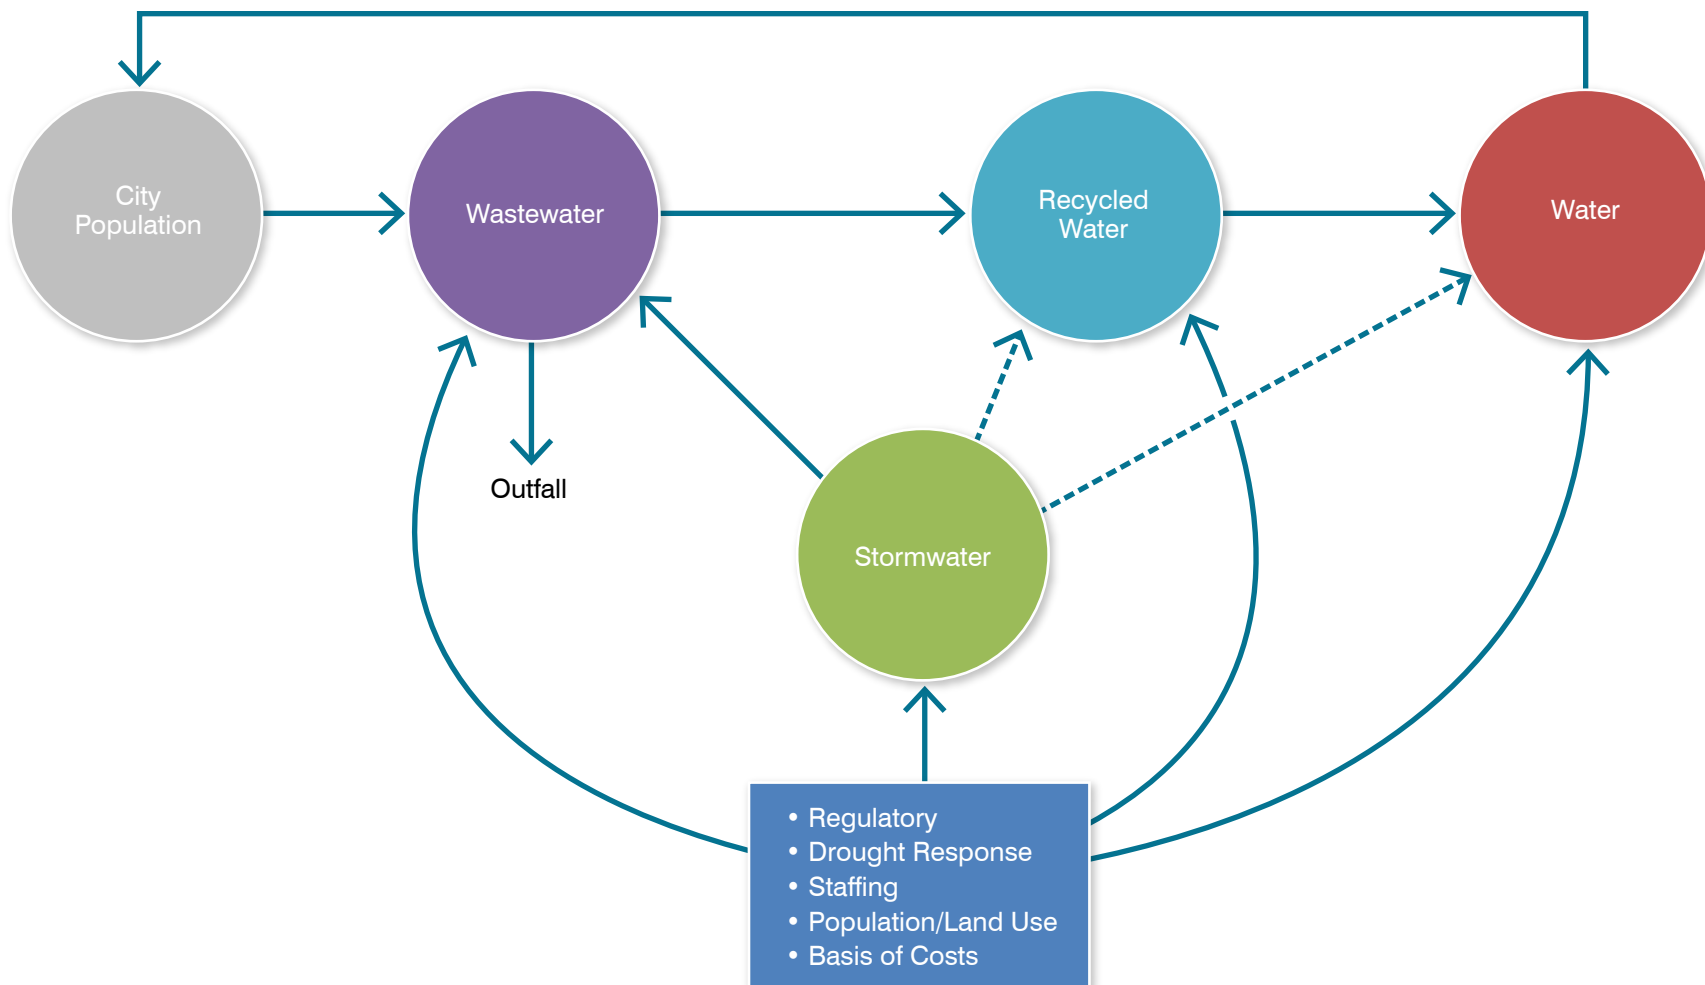 City
Population
Wastewater
Recycled
Water
Water
Outfall
Stormwater
• Regulatory
• Drought Response
• Staffing
• Population/Land Use
• Basis of Costs